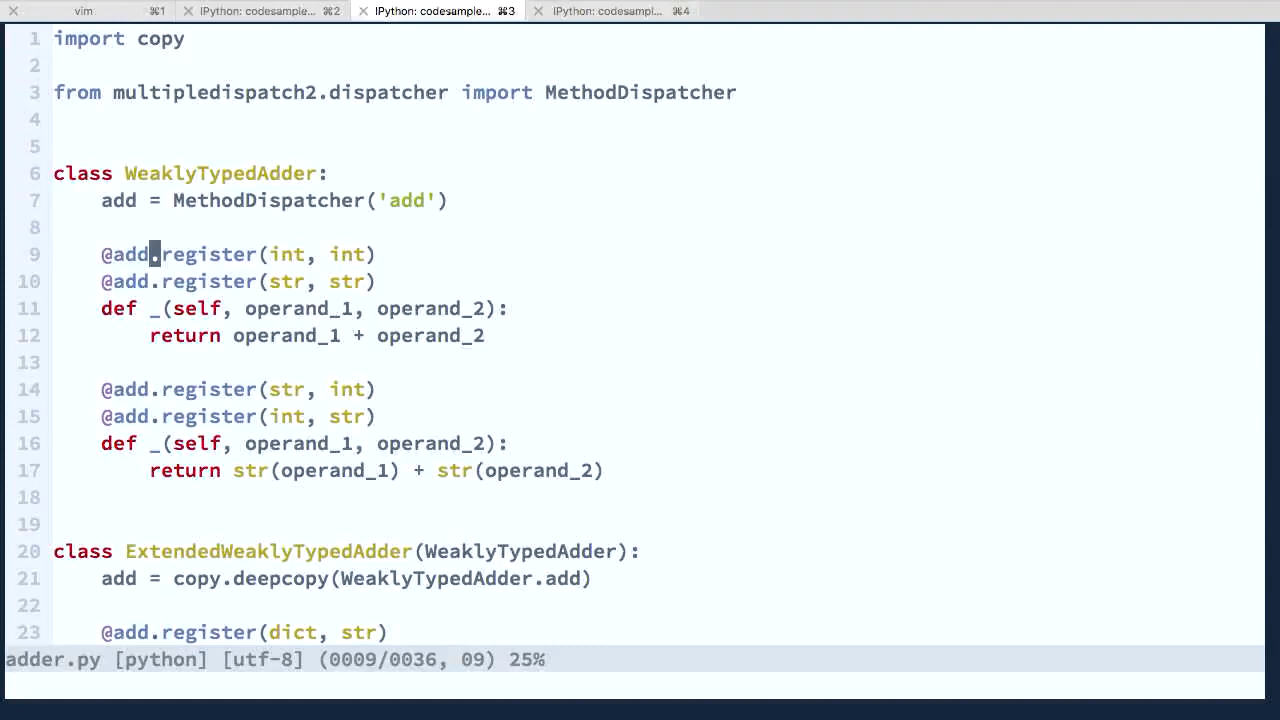 vim ⌘1 IPython: codesample... ⌘2 IPython: codesample... ⌘3 IPython: codesampl... ⌘4
1 import copy
2
3 from multipledispatch2.dispatcher import MethodDispatcher
4
5
6 class WeaklyTypedAdder:
7     add = MethodDispatcher('add')
8
9     @add.register(int, int)
10     @add.register(str, str)
11     def _(self, operand_1, operand_2):
12         return operand_1 + operand_2
13
14     @add.register(str, int)
15     @add.register(int, str)
16     def _(self, operand_1, operand_2):
17         return str(operand_1) + str(operand_2)
18
19
20 class ExtendedWeaklyTypedAdder(WeaklyTypedAdder):
21     add = copy.deepcopy(WeaklyTypedAdder.add)
22
23     @add.register(dict, str)
adder.py [python] [utf-8] (0009/0036, 09) 25%